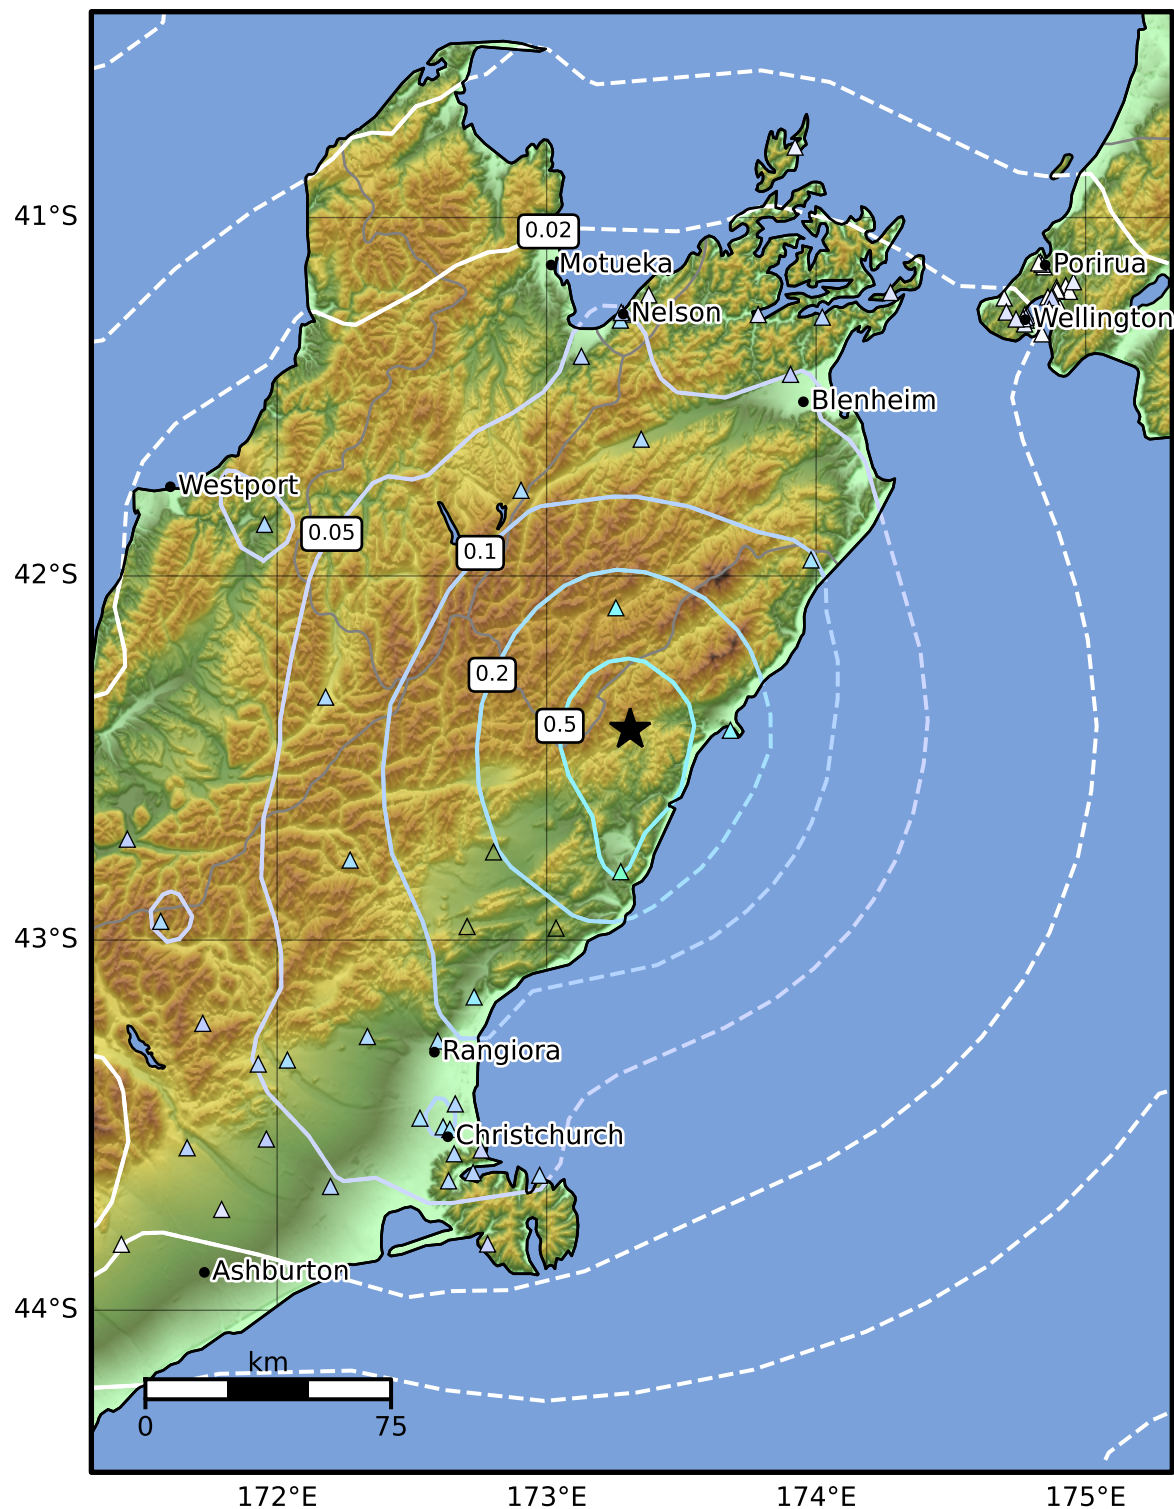 41°S
0.02
Motueka
Porirua
Nelson
Wellington
Blenheim
Westport
0.05
0.1
42°S
0.2
0.5
43°S
Rangiora
Christchurch
Ashburton
44°S
km
0 75
172°E 173°E 174°E 175°E